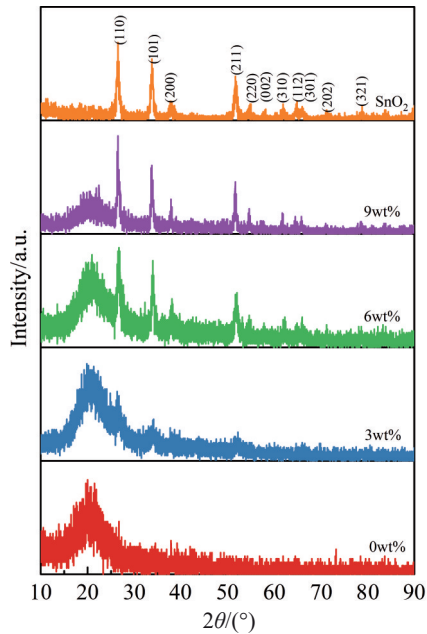 (110)
(101)
(200)
(211)
(220)
(002)
(310)
(112)
(301)
(202)
(321)
SnO₂
9wt%
6wt%
3wt%
0wt%
Intensity/a.u.
10 20 30 40 50 60 70 80 90
2θ/(°)